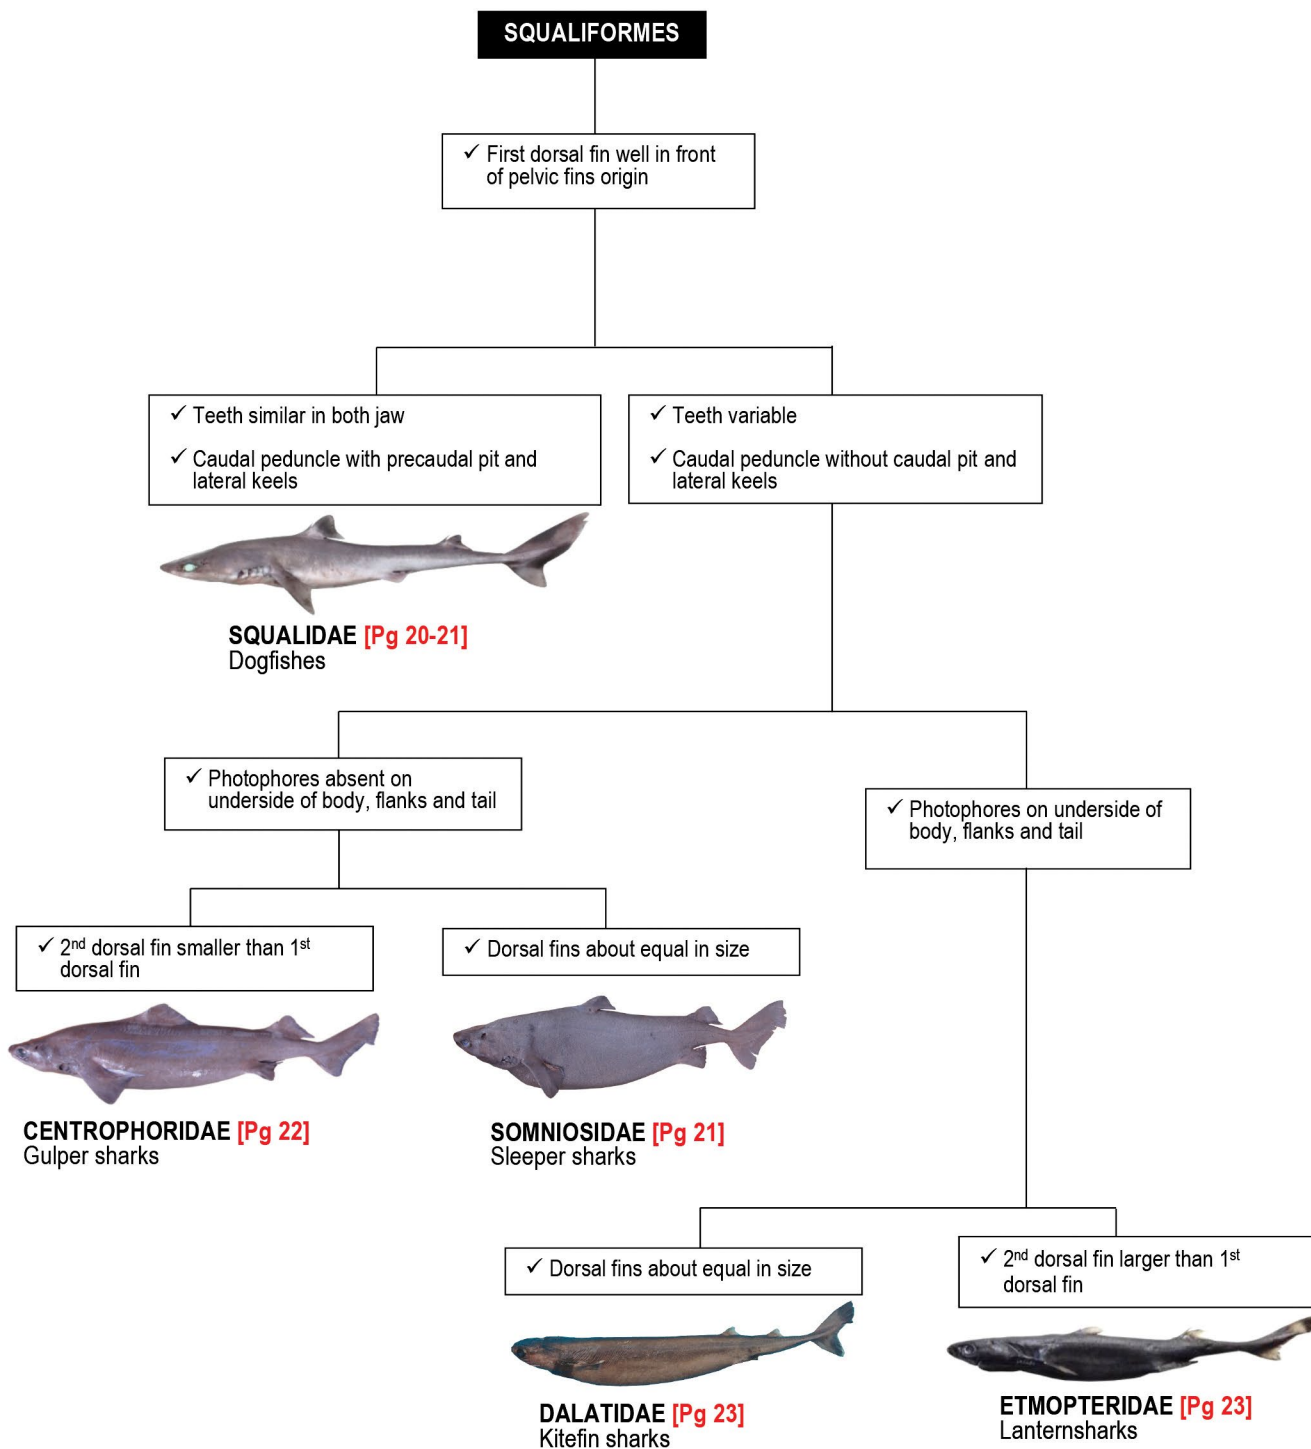 SQUALIFORMES
✓ First dorsal fin well in front
of pelvic fins origin
✓ Teeth similar in both jaw
✓ Caudal peduncle with precaudal pit and
lateral keels
✓ Teeth variable
✓ Caudal peduncle without caudal pit and
lateral keels
SQUALIDAE [Pg 20-21]
Dogfishes
✓ Photophores absent on
underside of body, flanks and tail
✓ Photophores on underside of
body, flanks and tail
✓ 2nd dorsal fin smaller than 1st
dorsal fin
✓ Dorsal fins about equal in size
CENTROPHORIDAE [Pg 22]
Gulper sharks
SOMNIOSIDAE [Pg 21]
Sleeper sharks
✓ Dorsal fins about equal in size
✓ 2nd dorsal fin larger than 1st
dorsal fin
DALATIDAE [Pg 23]
Kitefin sharks
ETMOPTERIDAE [Pg 23]
Lanternsharks